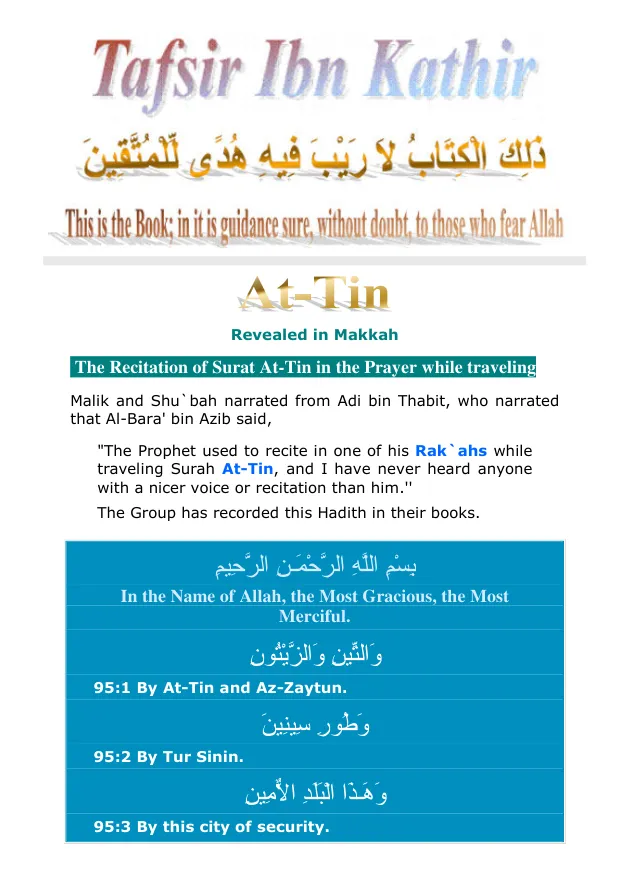 Tafsir Ibn Kathir
ذَلِكَ الْكِتَابُ لاَ رَيْبَ فِيهِ هُدًى لِّلْمُتَّقِينَ
This is the Book; in it is guidance sure, without doubt, to those who fear Allah
At-Tin
Revealed in Makkah
The Recitation of Surat At-Tin in the Prayer while traveling
Malik and Shu`bah narrated from Adi bin Thabit, who narrated
that Al-Bara' bin Azib said,
"The Prophet used to recite in one of his Rak`ahs while
traveling Surah At-Tin, and I have never heard anyone
with a nicer voice or recitation than him.''
The Group has recorded this Hadith in their books.
بِسْمِ اللَّهِ الرَّحْمَـنِ الرَّحِيمِ
In the Name of Allah, the Most Gracious, the Most
Merciful.
وَالتِّينِ وَالزَّيْتُونِ
95:1 By At-Tin and Az-Zaytun.
وَطُورِ سِينِينَ
95:2 By Tur Sinin.
وَهَـذَا الْبَلَدِ الاٌّمِينِ
95:3 By this city of security.